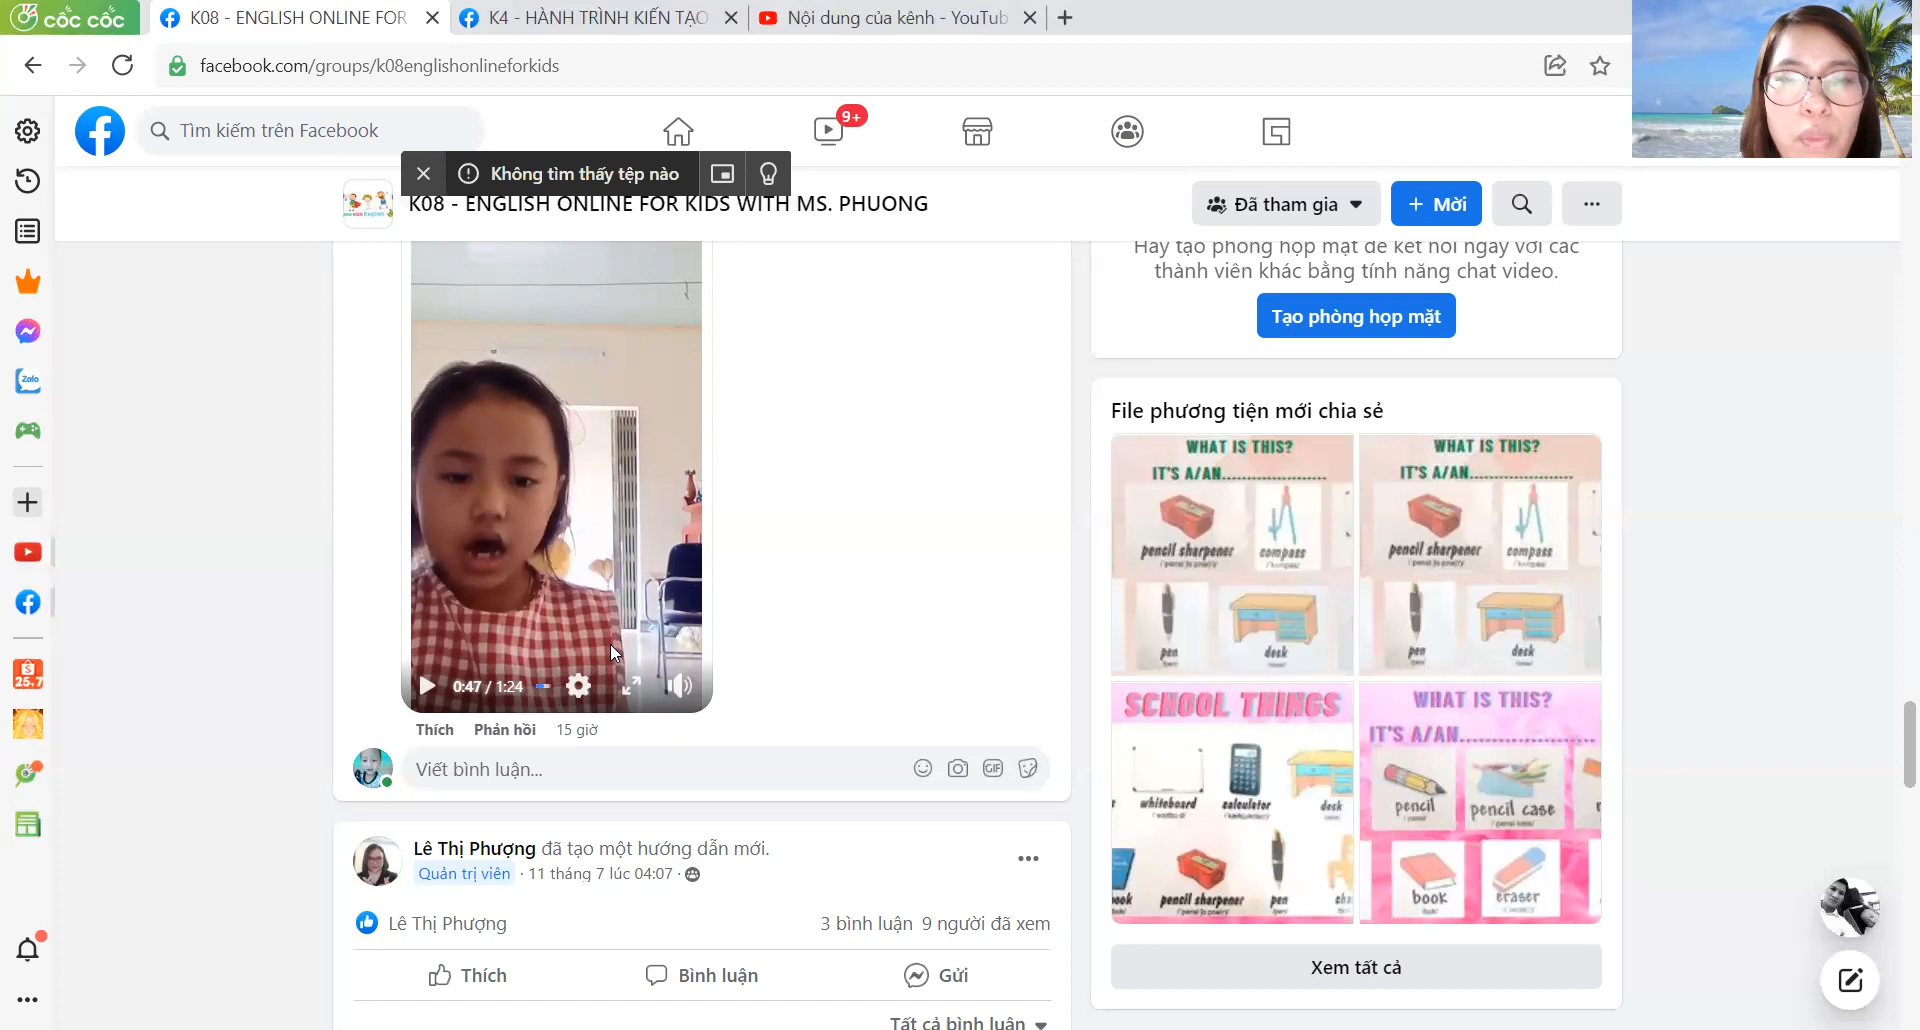 cốc cốc
K08 - ENGLISH ONLINE FOR
K4 - HÀNH TRÌNH KIẾN TẠO
Nội dung của kênh - YouTub
facebook.com/groups/k08englishonlineforkids
Tìm kiếm trên Facebook
9+
Không tìm thấy tệp nào
K08 - ENGLISH ONLINE FOR KIDS WITH MS. PHUONG
Đã tham gia
+ Mời
Hãy tạo phòng họp mặt để kết nối ngay với các
thành viên khác bằng tính năng chat video.
Tạo phòng họp mặt
Zalo
File phương tiện mới chia sẻ
WHAT IS THIS?
IT'S A/AN
pencil sharpener
compass
pen
desk
WHAT IS THIS?
IT'S A/AN
pencil sharpener
compass
pen
desk
SCHOOL THINGS
whiteboard
calculator
desk
pencil sharpener
pen
WHAT IS THIS?
IT'S A/AN
pencil
pencil case
book
eraser
Xem tất cả
0:47 / 1:24
Thích Phản hồi 15 giờ
Viết bình luận...
GIF
25.7
Lê Thị Phượng đã tạo một hướng dẫn mới.
Quản trị viên · 11 tháng 7 lúc 04:07 ·
Lê Thị Phượng
3 bình luận 9 người đã xem
Thích
Bình luận
Gửi
Tất cả bình luận